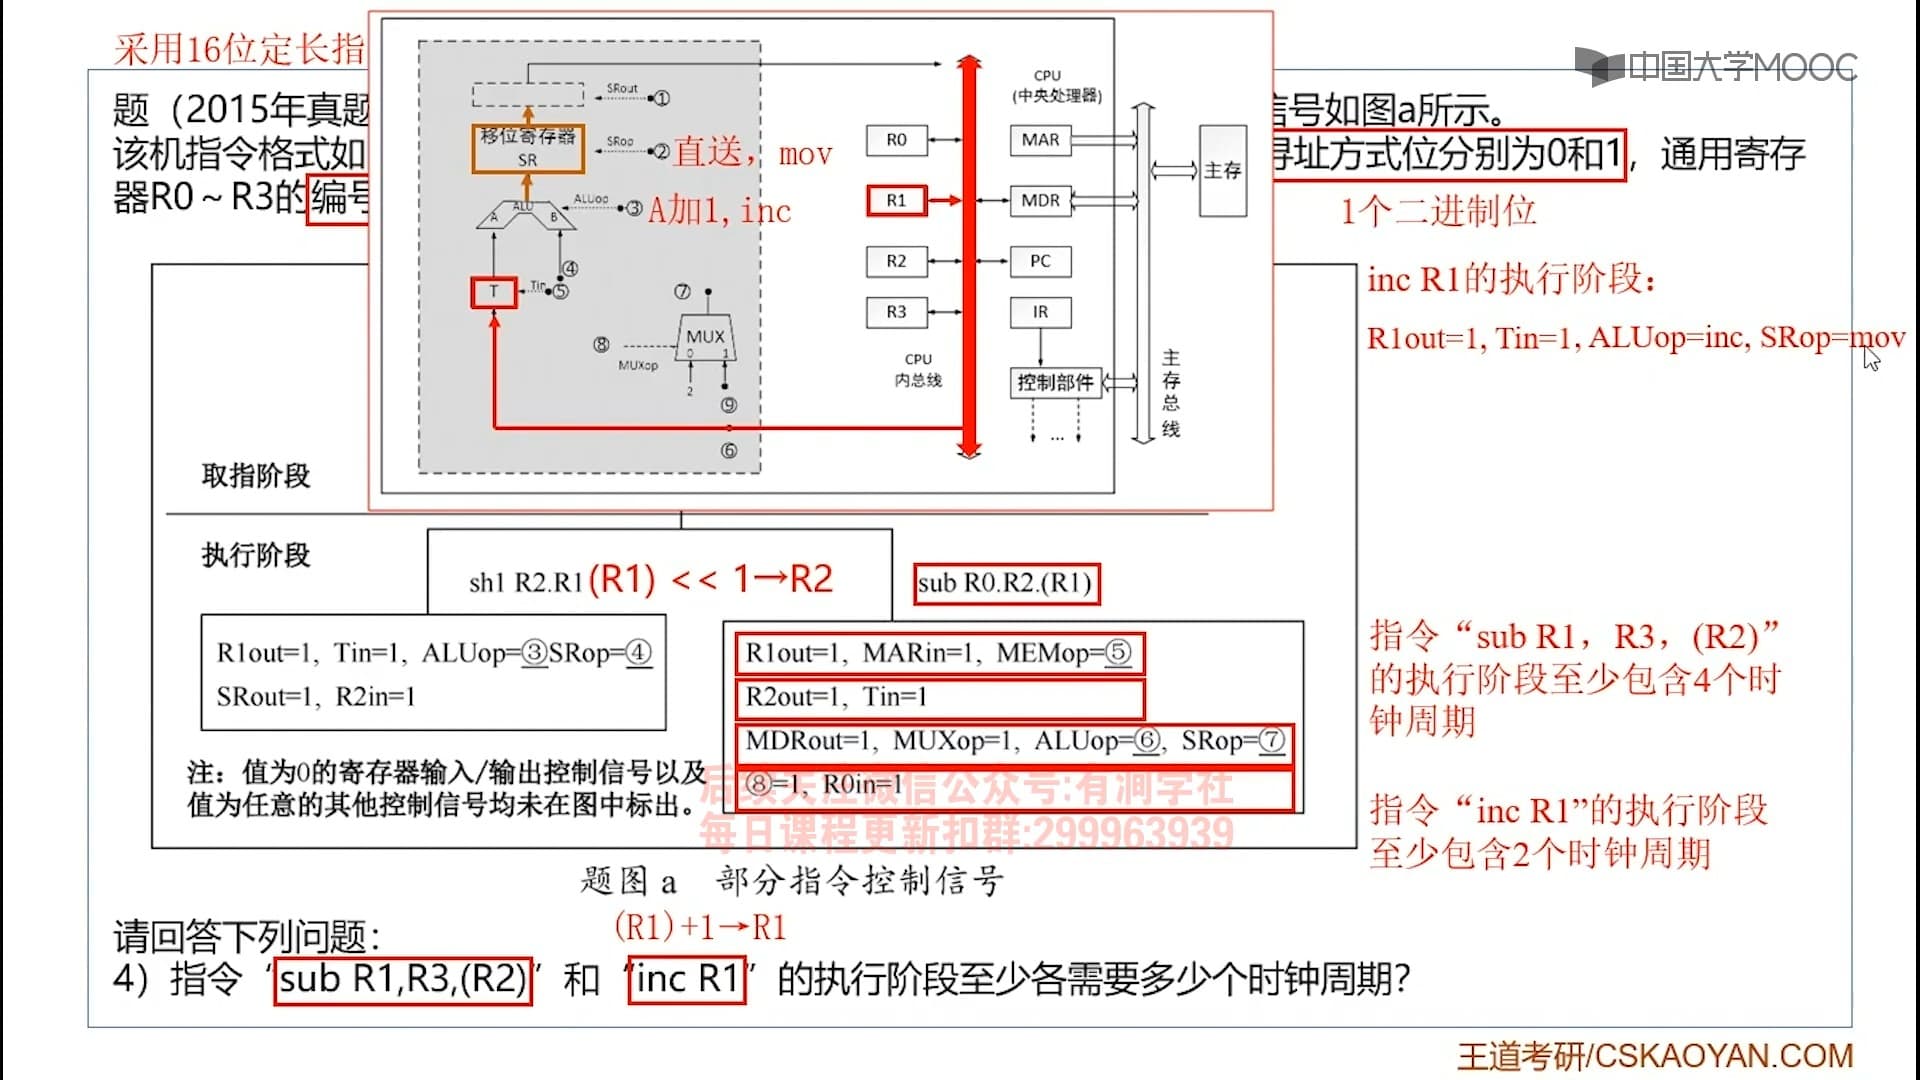 采用16位定长指
中国大学MOOC
题（2015年真题
信号如图a所示。
该机指令格式如
寻址方式位分别为0和1，通用寄存
器R0～R3的编号
1个二进制位
SRout
①
移位寄存器
SR
SRop
②
直送，mov
ALU
A
B
ALUop
③
A加1,inc
④
T
Tin
⑤
⑦
MUX
0
1
⑧
MUXop
2
⑨
⑥
R0
R1
R2
R3
CPU
内总线
CPU
(中央处理器)
MAR
MDR
PC
IR
控制部件
...
主存
主存总线
inc R1的执行阶段：
R1out=1, Tin=1, ALUop=inc, SRop=mov
取指阶段
执行阶段
sh1 R2.R1
(R1) << 1→R2
sub R0.R2.(R1)
R1out=1, Tin=1, ALUop=③SRop=④
SRout=1, R2in=1
R1out=1, MARin=1, MEMop=⑤
R2out=1, Tin=1
MDRout=1, MUXop=1, ALUop=⑥, SRop=⑦
⑧=1, R0in=1
注：值为0的寄存器输入/输出控制信号以及
值为任意的其他控制信号均未在图中标出。
后续关注微信公众号:有涧学社
每日课程更新扣群:299963939
指令“sub R1，R3，(R2)”
的执行阶段至少包含4个时
钟周期
指令“inc R1”的执行阶段
至少包含2个时钟周期
题图 a 部分指令控制信号
请回答下列问题：
(R1)+1→R1
4）指令“sub R1,R3,(R2)”和“inc R1”的执行阶段至少各需要多少个时钟周期？
王道考研/CSKAOYAN.COM